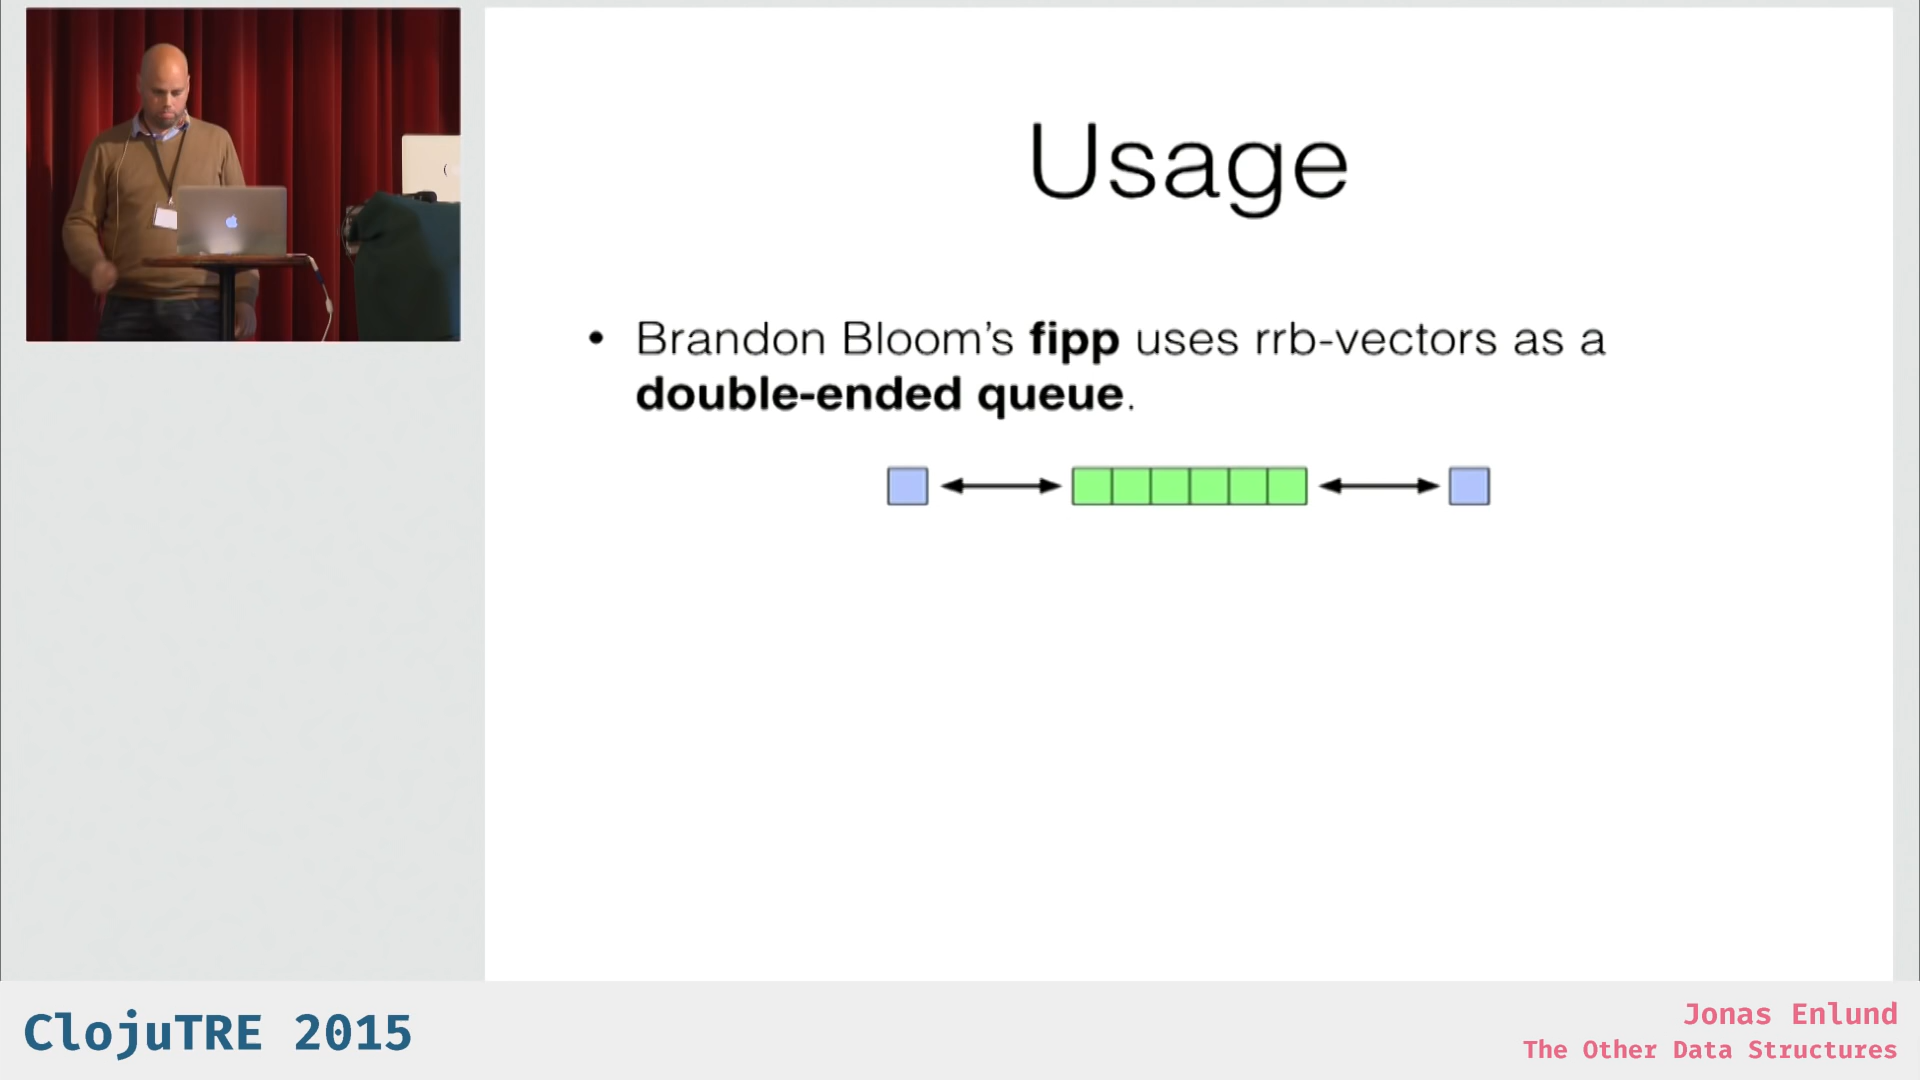 Usage
• Brandon Bloom’s fipp uses rrb-vectors as a
double-ended queue.
ClojuTRE 2015
Jonas Enlund
The Other Data Structures